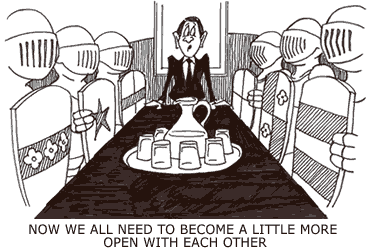 NOW WE ALL NEED TO BECOME A LITTLE MORE
OPEN WITH EACH OTHER